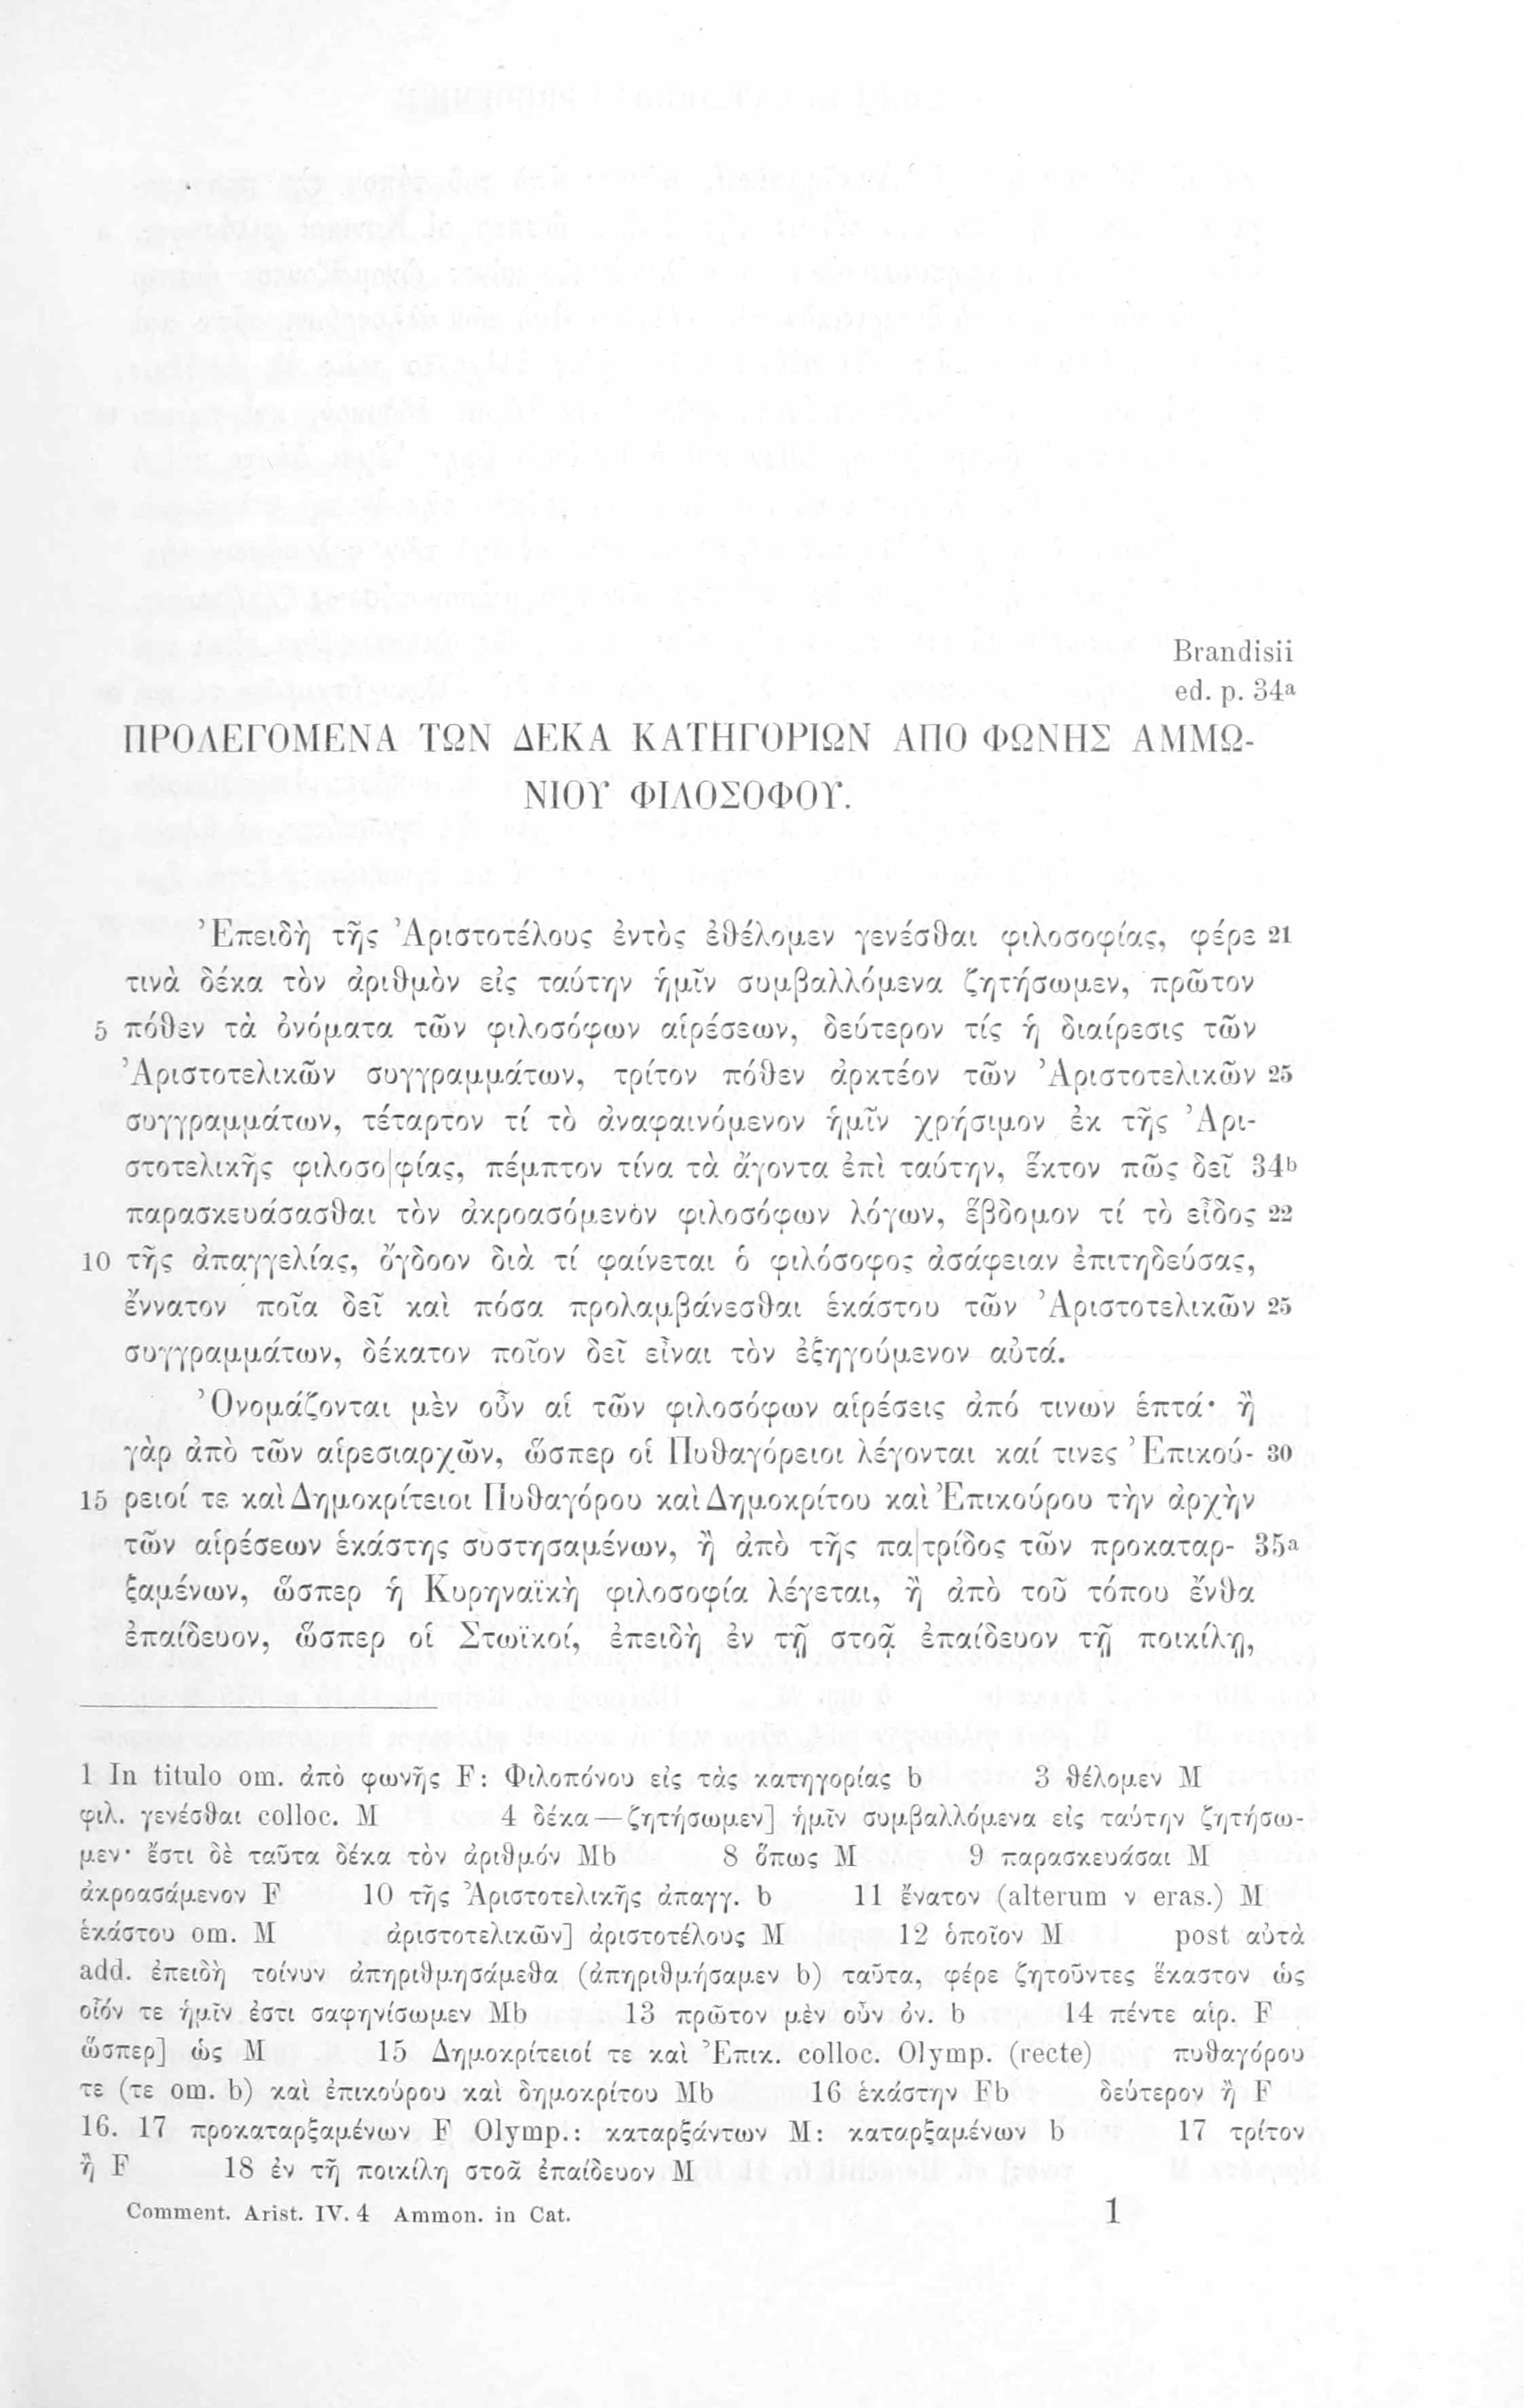 Brandisii
ed. p. 34a
ΠΡΟΛΕΓΟΜΕΝΑ ΤΩΝ ΔΕΚΑ ΚΑΤΗΓΟΡΙΩΝ ΑΠΟ ΦΩΝΗΣ ΑΜΜΩ-
ΝΙΟΥ ΦΙΛΟΣΟΦΟΥ.
Ἐπειδὴ τῆς Ἀριστοτέλους ἐντὸς ἐθέλομεν γενέσθαι φιλοσοφίας, φέρε 21
τινὰ δέκα τὸν ἀριθμὸν εἰς ταύτην ἡμῖν συμβαλλόμενα ζητήσωμεν, πρῶτον
5 πόθεν τὰ ὀνόματα τῶν φιλοσόφων αἱρέσεων, δεύτερον τίς ἡ διαίρεσις τῶν
Ἀριστοτελικῶν συγγραμμάτων, τρίτον πόθεν ἀρκτέον τῶν Ἀριστοτελικῶν 25
συγγραμμάτων, τέταρτον τί τὸ ἀναφαινόμενον ἡμῖν χρήσιμον ἐκ τῆς Ἀρι-
στοτελικῆς φιλοσο|φίας, πέμπτον τίνα τὰ ἄγοντα ἐπὶ ταύτην, ἕκτον πῶς δεῖ 34b
παρασκευάσασθαι τὸν ἀκροασόμενον φιλοσόφων λόγων, ἕβδομον τί τὸ εἶδος 22
10 τῆς ἀπαγγελίας, ὄγδοον διὰ τί φαίνεται ὁ φιλόσοφος ἀσάφειαν ἐπιτηδεύσας,
ἔννατον ποῖα δεῖ καὶ πόσα προλαμβάνεσθαι ἑκάστου τῶν Ἀριστοτελικῶν 25
συγγραμμάτων, δέκατον ποῖον δεῖ εἶναι τὸν ἐξηγούμενον αὐτά.
Ὀνομάζονται μὲν οὖν αἱ τῶν φιλοσόφων αἱρέσεις ἀπό τινων ἑπτά· ἢ
γὰρ ἀπὸ τῶν αἱρεσιαρχῶν, ὥσπερ οἱ Πυθαγόρειοι λέγονται καί τινες Ἐπικού- 30
15 ρειοί τε καὶ Δημοκρίτειοι Πυθαγόρου καὶ Δημοκρίτου καὶ Ἐπικούρου τὴν ἀρχὴν
τῶν αἱρέσεων ἑκάστης συστησαμένων, ἢ ἀπὸ τῆς πα|τρίδος τῶν προκαταρ- 35a
ξαμένων, ὥσπερ ἡ Κυρηναϊκὴ φιλοσοφία λέγεται, ἢ ἀπὸ τοῦ τόπου ἔνθα
ἐπαίδευον, ὥσπερ οἱ Στωϊκοί, ἐπειδὴ ἐν τῇ στοᾷ ἐπαίδευον τῇ ποικίλῃ,
1 In titulo om. ἀπὸ φωνῆς F: Φιλοπόνου εἰς τὰς κατηγορίας b 3 θέλομεν M
φιλ. γενέσθαι colloc. M 4 δέκα—ζητήσωμεν] ἡμῖν συμβαλλόμενα εἰς ταύτην ζητήσω-
μεν· ἔστι δὲ ταῦτα δέκα τὸν ἀριθμόν Mb 8 ὅπως M 9 παρασκευάσαι M
ἀκροασάμενον F 10 τῆς Ἀριστοτελικῆς ἀπαγγ. b 11 ἔνατον (alterum ν eras.) M
ἑκάστου om. M ἀριστοτελικῶν] ἀριστοτέλους M 12 ὁποῖον M post αὐτὰ
add. ἐπειδὴ τοίνυν ἀπηριθμησάμεθα (ἀπηριθμήσαμεν b) ταῦτα, φέρε ζητοῦντες ἕκαστον ὡς
οἷόν τε ἡμῖν ἐστι σαφηνίσωμεν Mb 13 πρῶτον μὲν οὖν ὀν. b 14 πέντε αἱρ. F
ὥσπερ] ὡς M 15 Δημοκρίτειοί τε καὶ Ἐπικ. colloc. Olymp. (recte) πυθαγόρου
τε (τε om. b) καὶ ἐπικούρου καὶ δημοκρίτου Mb 16 ἑκάστην Fb δεύτερον ἢ F
16. 17 προκαταρξαμένων F Olymp.: καταρξάντων M: καταρξαμένων b 17 τρίτον
ἢ F 18 ἐν τῇ ποικίλη στοᾶ ἐπαίδευον M
Comment. Arist. IV. 4 Ammon. in Cat. 1